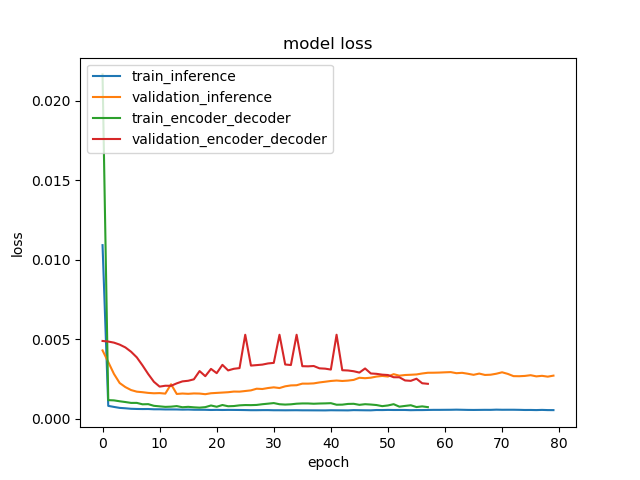 model loss
train_inference
validation_inference
train_encoder_decoder
validation_encoder_decoder
0.020
0.015
0.010
0.005
0.000
loss
0 10 20 30 40 50 60 70 80
epoch